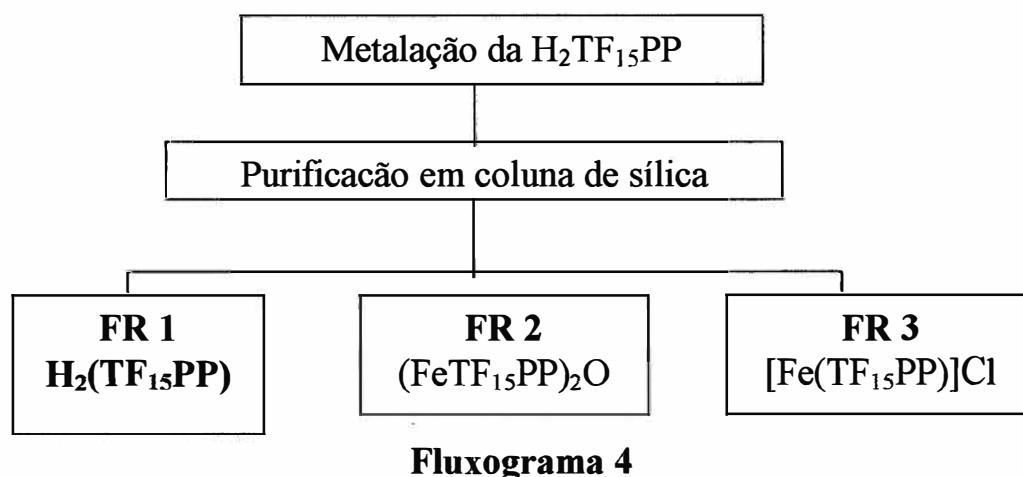 Metalação da H₂TF₁₅PP
Purificacão em coluna de sílica
FR 1
H₂(TF₁₅PP)
FR 2
(FeTF₁₅PP)₂O
FR 3
[Fe(TF₁₅PP)]Cl
Fluxograma 4